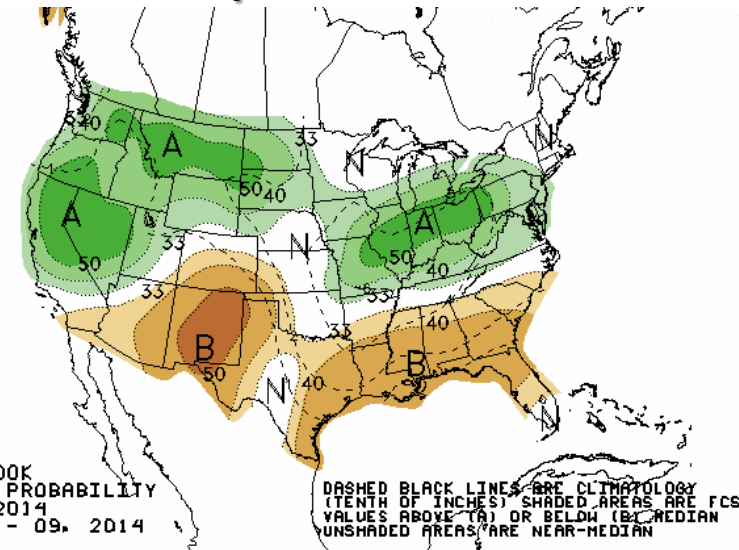 33
40
A
N
N
50 40
A
A
N
33
50
50
40
33
33
33
40
B
B
50
40
N
N
OOK
PROBABILITY
2014
- 09, 2014
DASHED BLACK LINES ARE CLIMATOLOGY
(TENTH OF INCHES) SHADED AREAS ARE FCS
VALUES ABOVE (A) OR BELOW (B) MEDIAN
UNSHADED AREAS ARE NEAR-MEDIAN